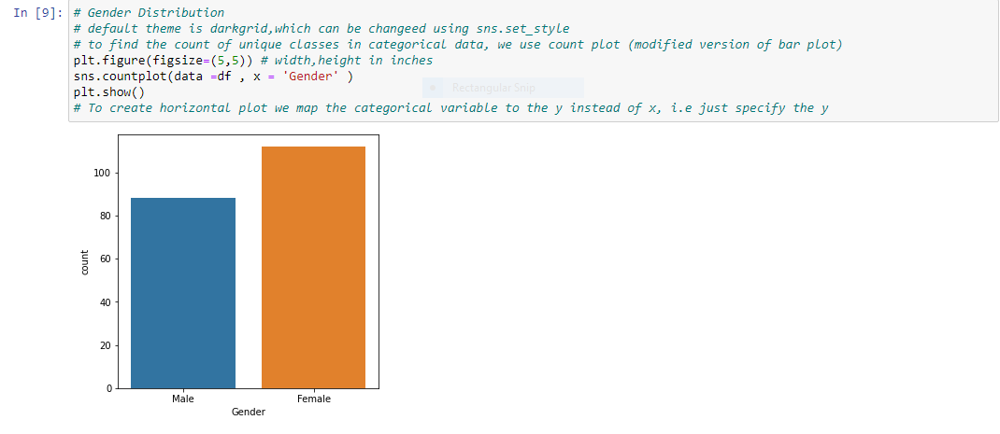 In [9]: # Gender Distribution
# default theme is darkgrid,which can be changeed using sns.set_style
# to find the count of unique classes in categorical data, we use count plot (modified version of bar plot)
plt.figure(figsize=(5,5)) # width,height in inches
sns.countplot(data =df , x = 'Gender' )
Rectangular Snip
plt.show()
# To create horizontal plot we map the categorical variable to the y instead of x, i.e just specify the y
100
80
60
40
20
0
count
Male Female
Gender